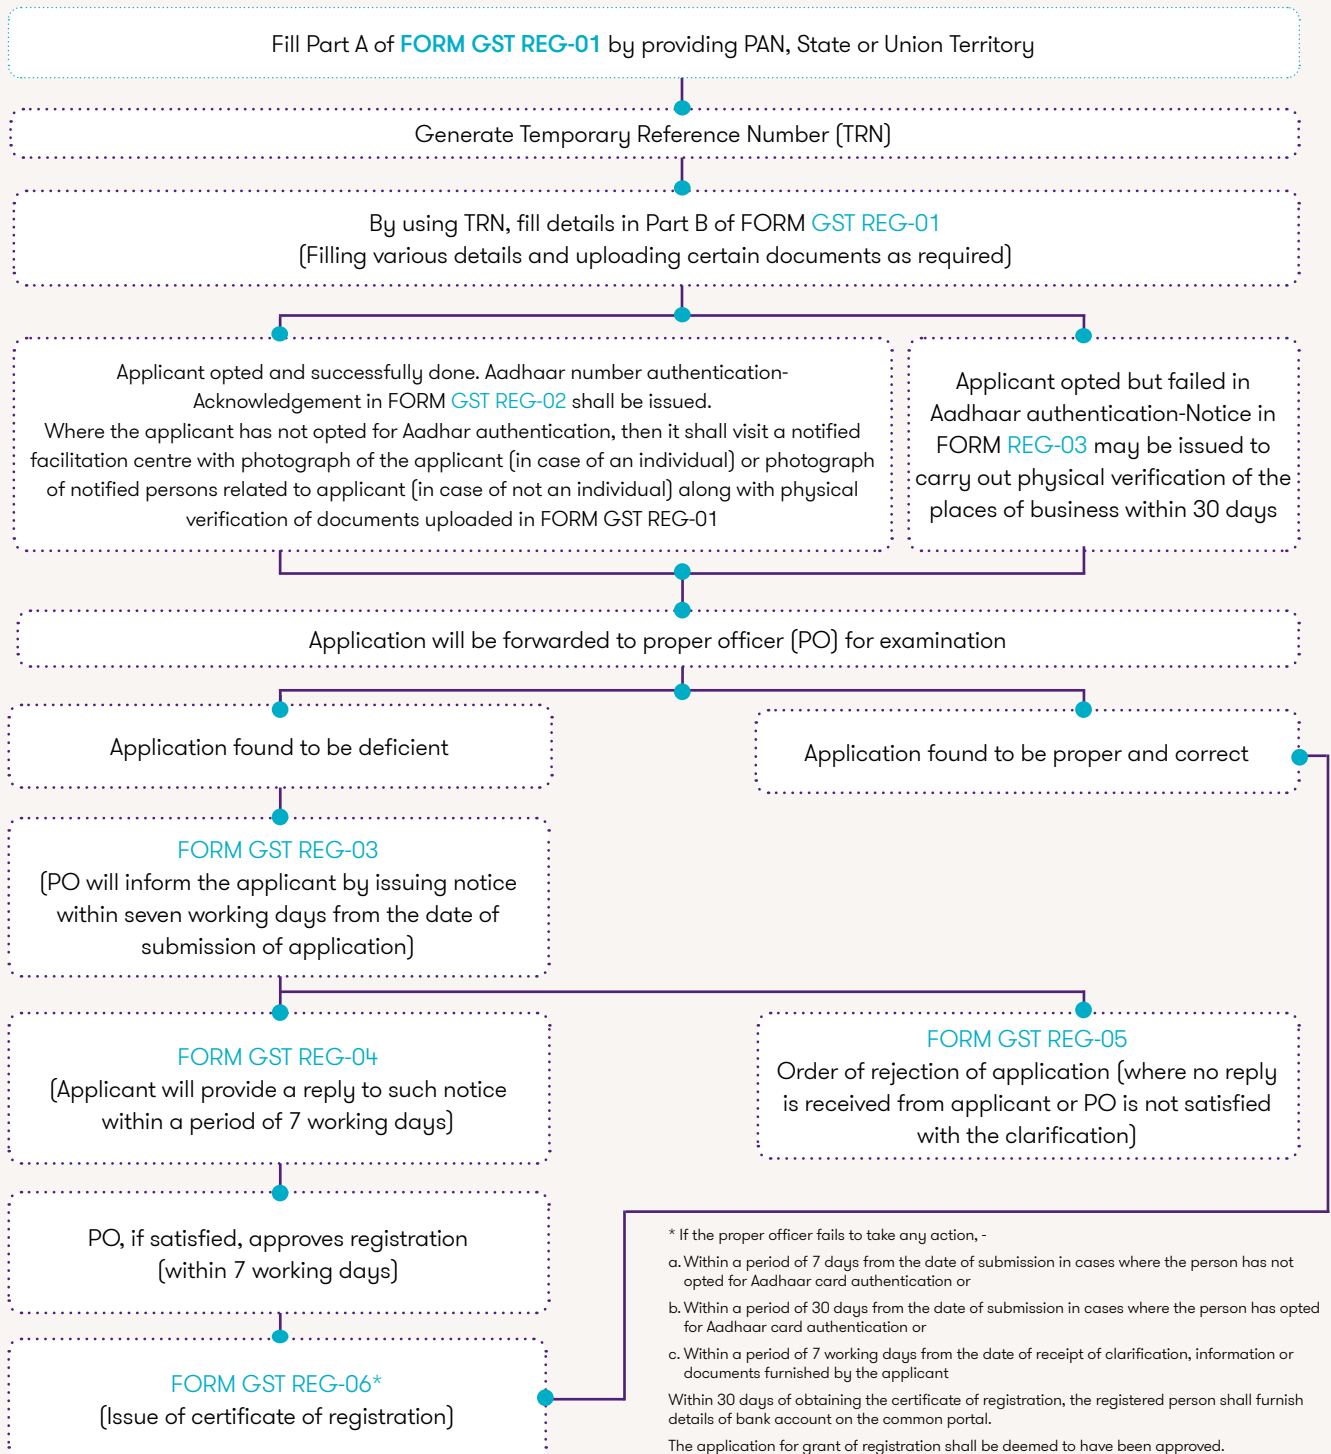 Fill Part A of FORM GST REG-01 by providing PAN, State or Union Territory
Generate Temporary Reference Number (TRN)
By using TRN, fill details in Part B of FORM GST REG-01
(Filling various details and uploading certain documents as required)
Applicant opted and successfully done. Aadhaar number authentication-
Acknowledgement in FORM GST REG-02 shall be issued.
Where the applicant has not opted for Aadhar authentication, then it shall visit a notified
facilitation centre with photograph of the applicant (in case of an individual) or photograph
of notified persons related to applicant (in case of not an individual) along with physical
verification of documents uploaded in FORM GST REG-01
Applicant opted but failed in
Aadhaar authentication-Notice in
FORM REG-03 may be issued to
carry out physical verification of the
places of business within 30 days
Application will be forwarded to proper officer (PO) for examination
Application found to be deficient
Application found to be proper and correct
FORM GST REG-03
(PO will inform the applicant by issuing notice
within seven working days from the date of
submission of application)
FORM GST REG-04
(Applicant will provide a reply to such notice
within a period of 7 working days)
FORM GST REG-05
Order of rejection of application (where no reply
is received from applicant or PO is not satisfied
with the clarification)
PO, if satisfied, approves registration
(within 7 working days)
FORM GST REG-06*
(Issue of certificate of registration)
* If the proper officer fails to take any action, -
a. Within a period of 7 days from the date of submission in cases where the person has not
opted for Aadhaar card authentication or
b. Within a period of 30 days from the date of submission in cases where the person has opted
for Aadhaar card authentication or
c. Within a period of 7 working days from the date of receipt of clarification, information or
documents furnished by the applicant
Within 30 days of obtaining the certificate of registration, the registered person shall furnish
details of bank account on the common portal.
The application for grant of registration shall be deemed to have been approved.